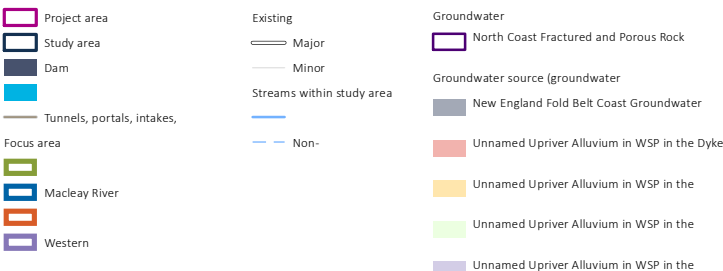 Project area
Study area
Dam
Tunnels, portals, intakes,
Focus area
Macleay River
Western
Existing
Major
Minor
Streams within study area
Non-
Groundwater
North Coast Fractured and Porous Rock
Groundwater source (groundwater
New England Fold Belt Coast Groundwater
Unnamed Upriver Alluvium in WSP in the Dyke
Unnamed Upriver Alluvium in WSP in the
Unnamed Upriver Alluvium in WSP in the
Unnamed Upriver Alluvium in WSP in the